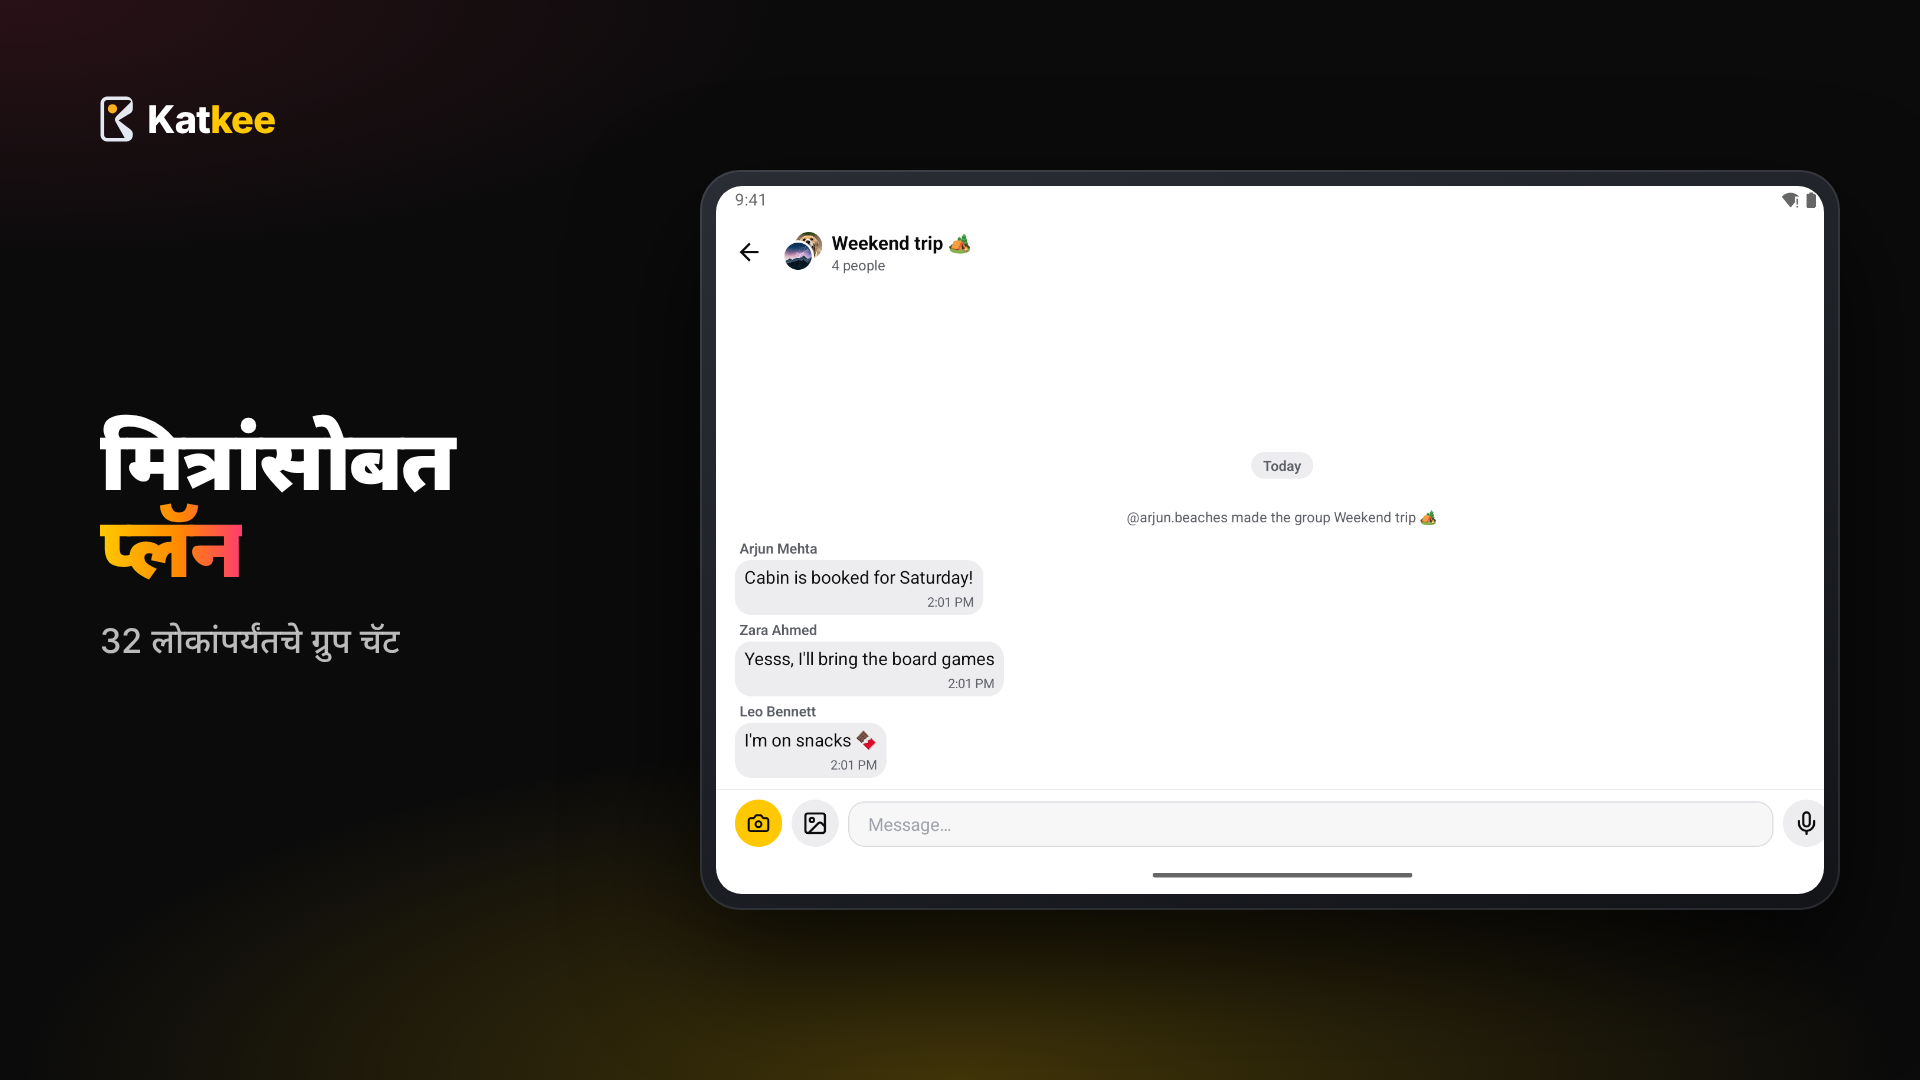 Katkee
मित्रांसोबत
प्लॅन
32 लोकांपर्यंतचे ग्रुप चॅट
9:41
Weekend trip 🏕️
4 people
Today
@arjun.beaches made the group Weekend trip 🏕️
Arjun Mehta
Cabin is booked for Saturday!
2:01 PM
Zara Ahmed
Yesss, I'll bring the board games
2:01 PM
Leo Bennett
I'm on snacks 🍫
2:01 PM
Message...